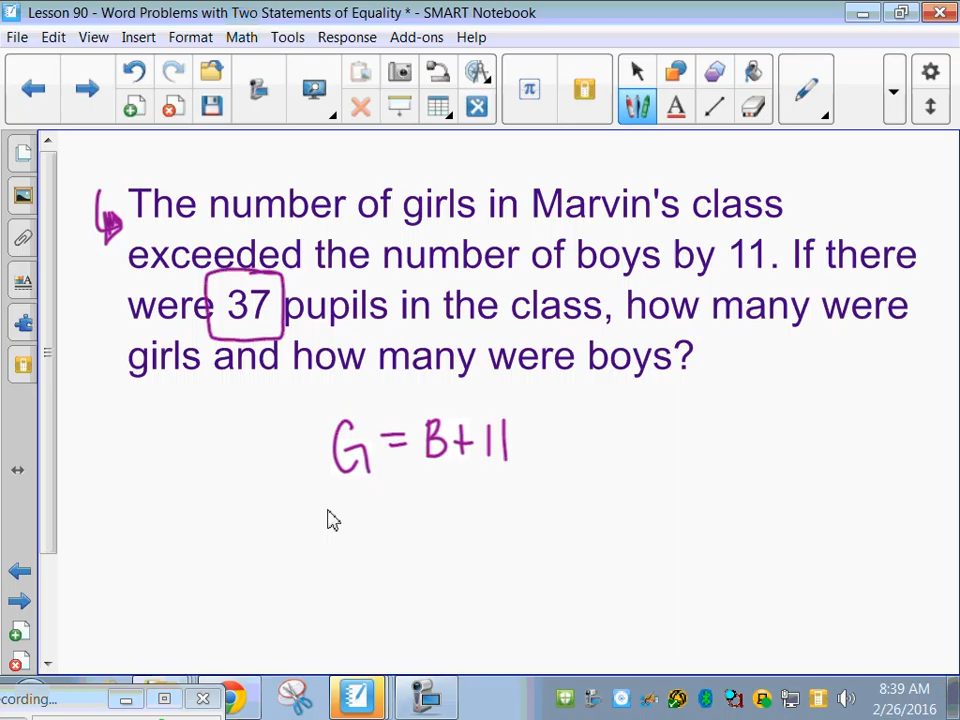 Lesson 90 - Word Problems with Two Statements of Equality * - SMART Notebook
File Edit View Insert Format Math Tools Response Add-ons Help
The number of girls in Marvin's class
exceeded the number of boys by 11. If there
were 37 pupils in the class, how many were
girls and how many were boys?
G = B + 11
ecording...
8:39 AM
2/26/2016